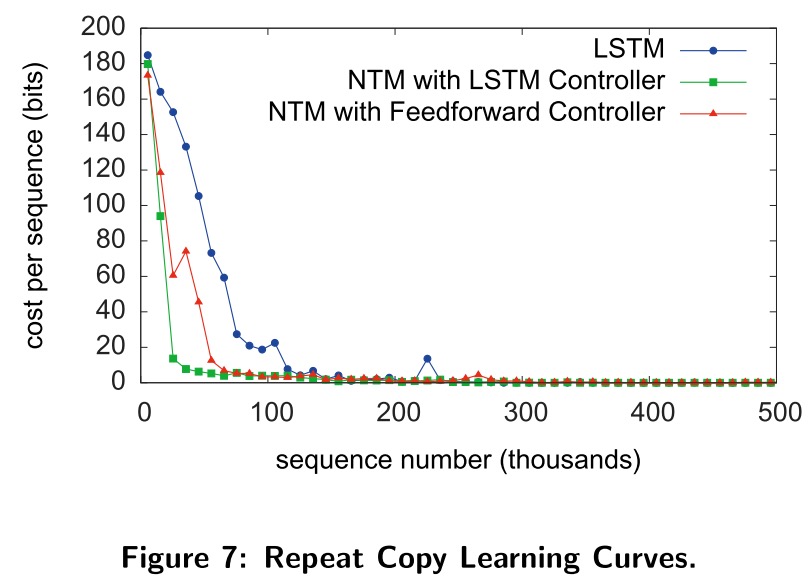 200
180
160
140
120
100
80
60
40
20
0
cost per sequence (bits)
LSTM
NTM with LSTM Controller
NTM with Feedforward Controller
0 100 200 300 400 500
sequence number (thousands)
Figure 7: Repeat Copy Learning Curves.